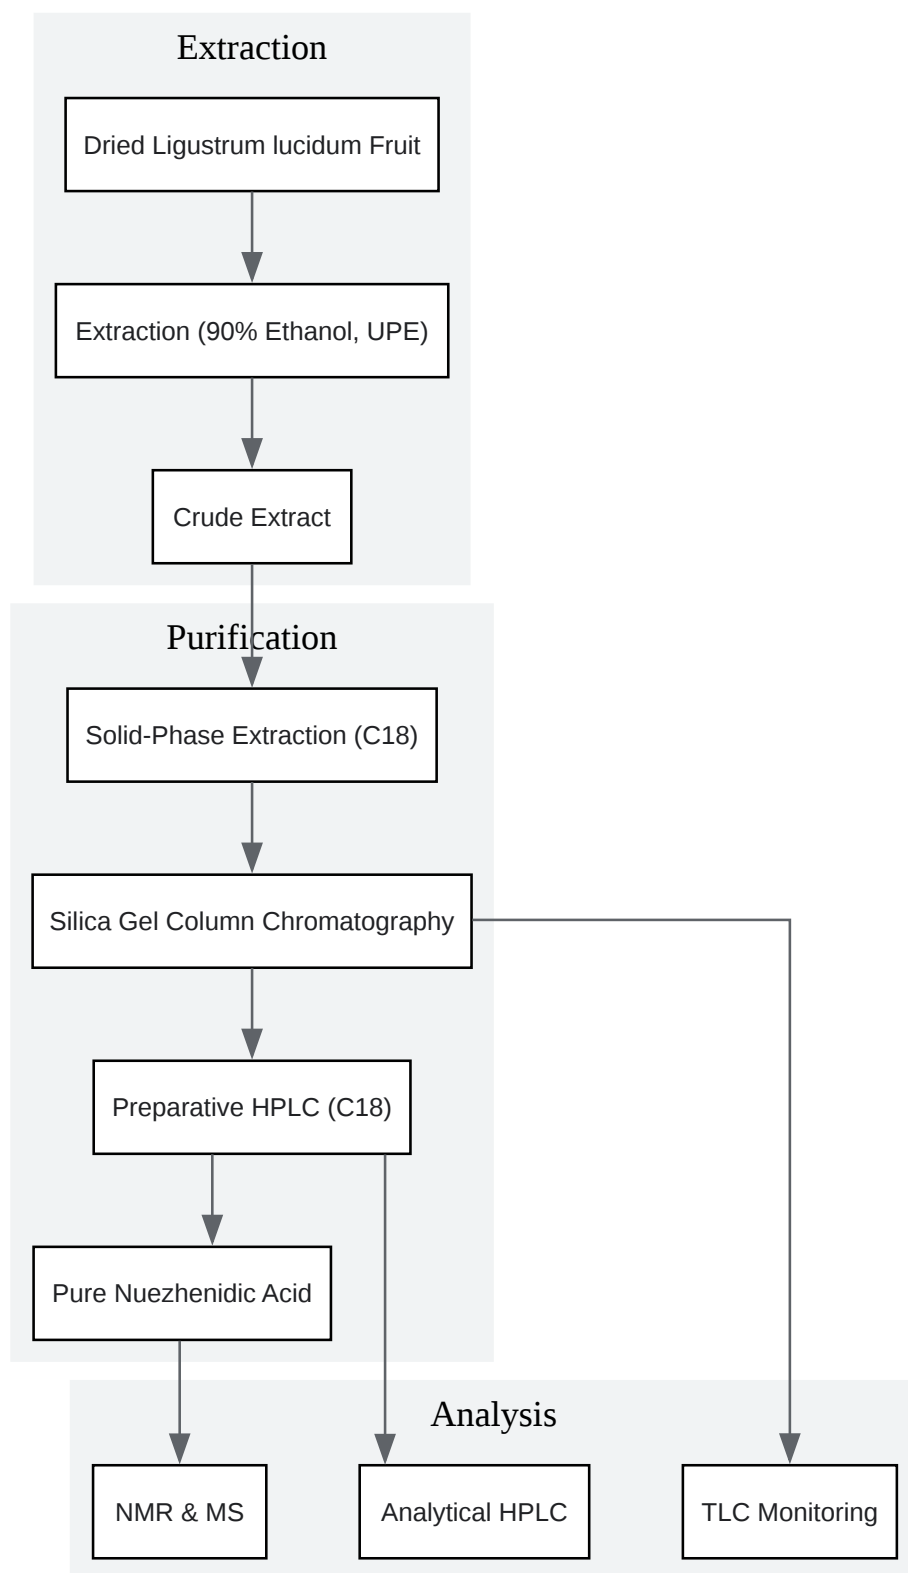 Extraction
Dried Ligustrum lucidum Fruit
Extraction (90% Ethanol, UPE)
Crude Extract
Purification
Solid-Phase Extraction (C18)
Silica Gel Column Chromatography
Preparative HPLC (C18)
Pure Nuezhenidic Acid
Analysis
NMR & MS
Analytical HPLC
TLC Monitoring